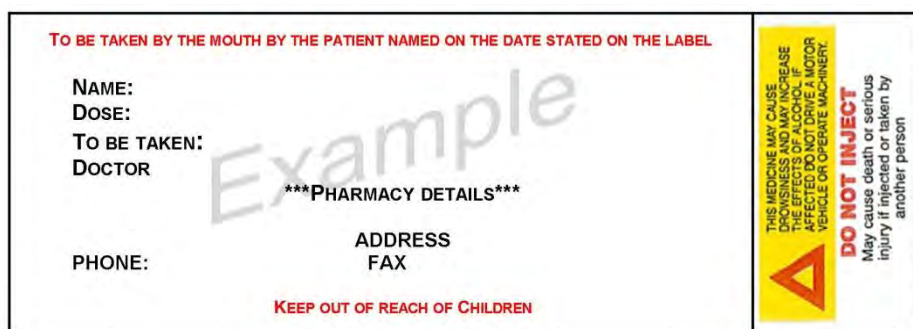 TO BE TAKEN BY THE MOUTH BY THE PATIENT NAMED ON THE DATE STATED ON THE LABEL
NAME:
DOSE:
TO BE TAKEN:
DOCTOR
Example
***PHARMACY DETAILS***
ADDRESS
PHONE: FAX
KEEP OUT OF REACH OF CHILDREN
THIS MEDICINE MAY CAUSE
DROWSINESS AND MAY INCREASE
THE EFFECTS OF ALCOHOL. IF
AFFECTED DO NOT DRIVE A MOTOR
VEHICLE OR OPERATE MACHINERY.
DO NOT INJECT
May cause death or serious
injury if injected or taken by
another person